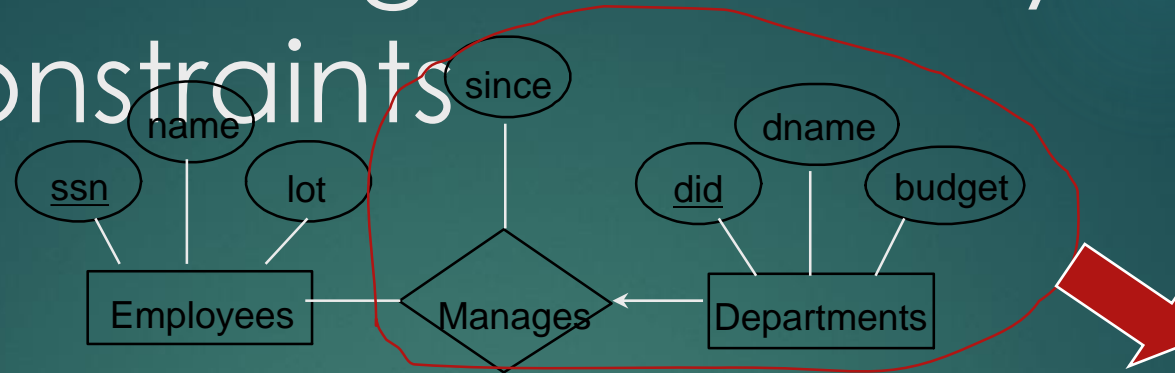 onstraints
since
name
dname
ssn
lot
did
budget
Employees
Manages
Departments